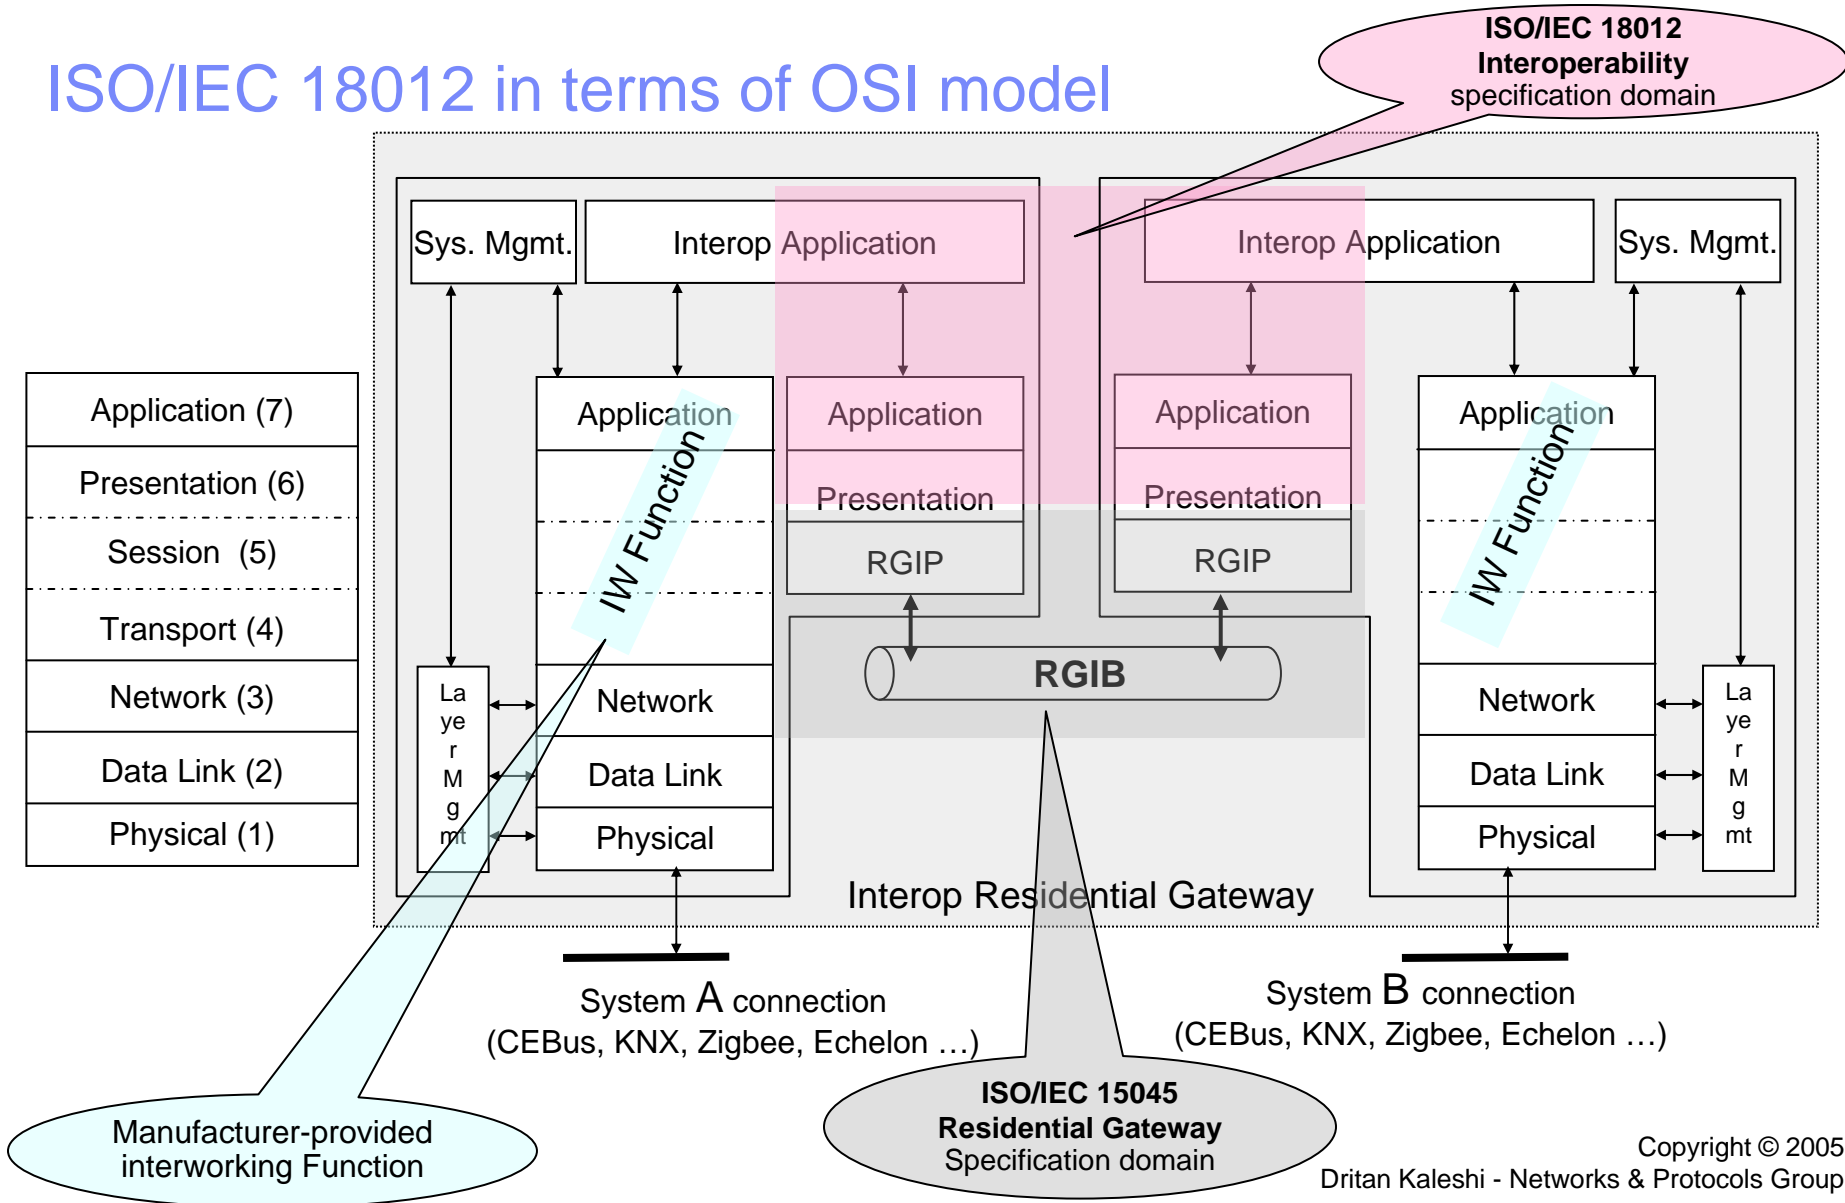 ISO/IEC 18012 in terms of OSI model
ISO/IEC 18012
Interoperability
specification domain
Sys. Mgmt.
Interop Application
Interop Application
Sys. Mgmt.
Application (7)
Presentation (6)
Session (5)
Transport (4)
Network (3)
Data Link (2)
Physical (1)
Application
IW Function
Network
Data Link
Physical
La
ye
r
M
g
mt
Application
Presentation
RGIP
Application
Presentation
RGIP
RGIB
Application
IW Function
Network
Data Link
Physical
La
ye
r
M
g
mt
Interop Residential Gateway
System A connection
(CEBus, KNX, Zigbee, Echelon …)
System B connection
(CEBus, KNX, Zigbee, Echelon …)
Manufacturer-provided
interworking Function
ISO/IEC 15045
Residential Gateway
Specification domain
Copyright © 2005
Dritan Kaleshi - Networks & Protocols Group